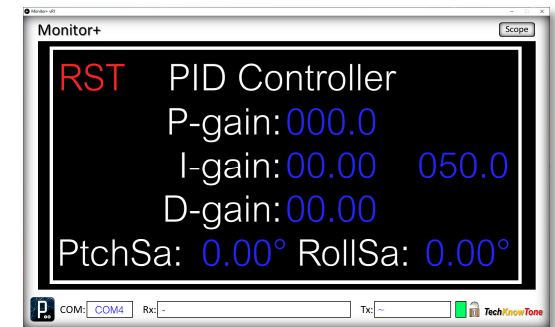 Monitor+ vR1
Monitor+ Scope
RST PID Controller
P-gain: 000.0
I-gain: 00.00 050.0
D-gain: 00.00
PtchSa: 0.00° RollSa: 0.00°
P.. COM: COM4 Rx: - Tx: ~ TechKnowTone